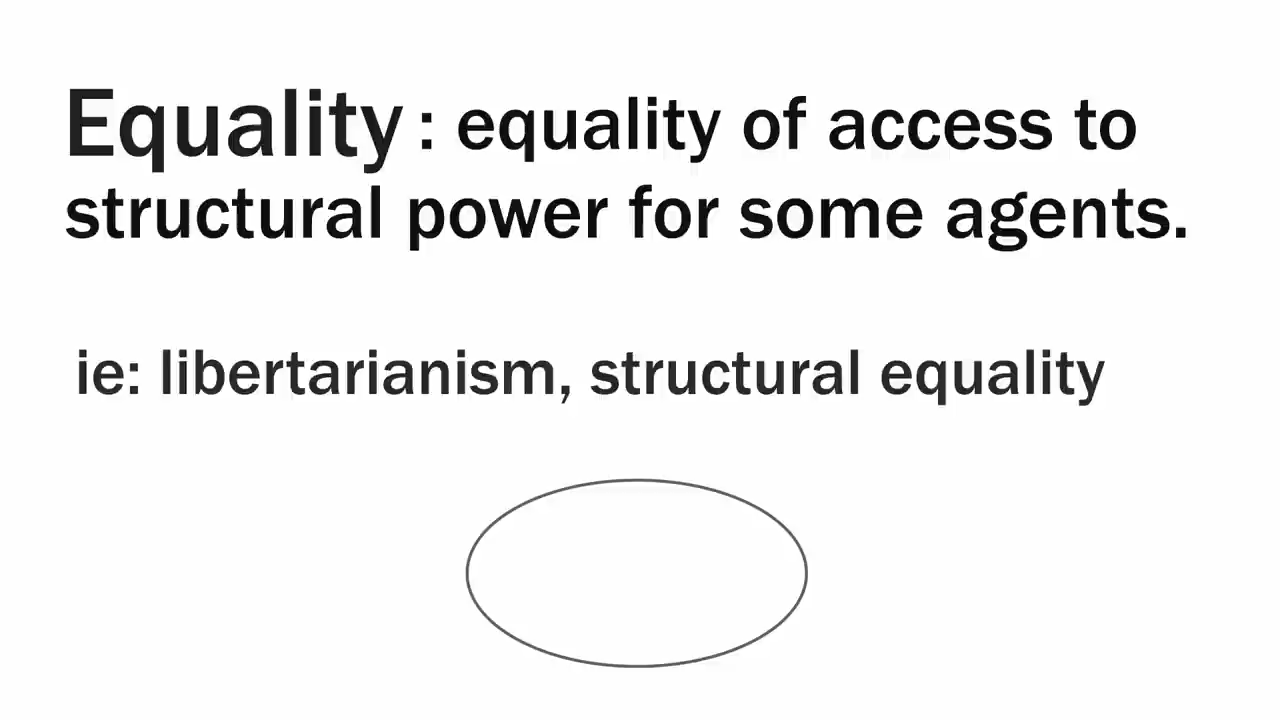 Equality : equality of access to
structural power for some agents.
ie: libertarianism, structural equality